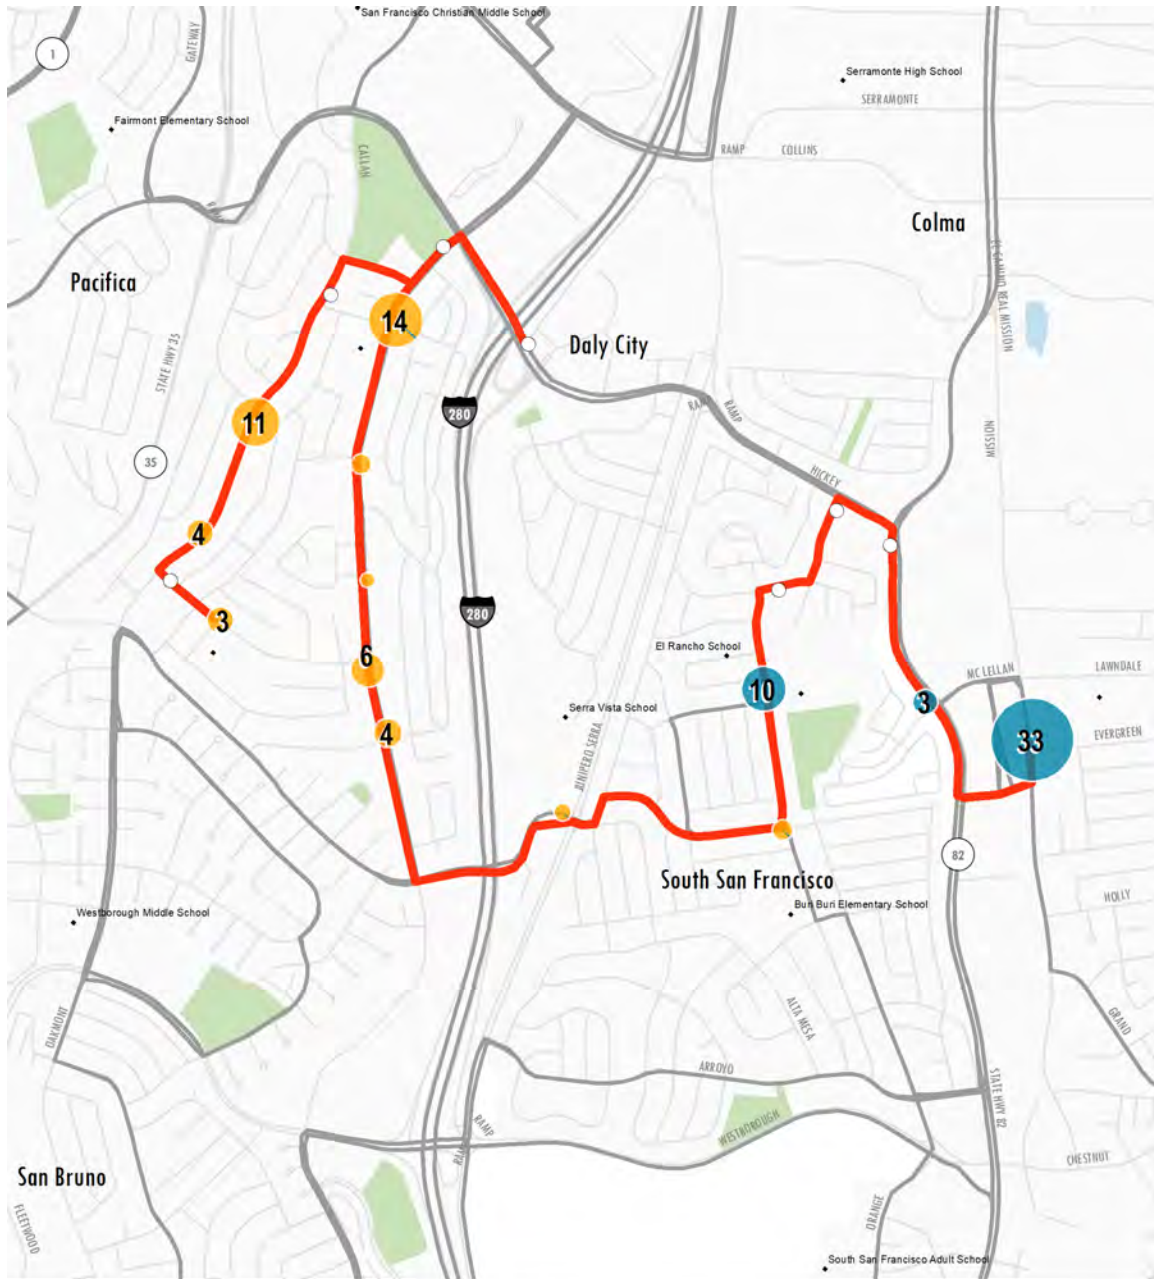 San Francisco Christian Middle School
1
GATEWAY
Serramonte High School
SERRAMONTE
Fairmont Elementary School
CALLAN
RAMP
COLLINS
Colma
EL CAMINO REAL MISSION
Pacifica
14
Daly City
STATE HWY 35
280
RAMP
RAMP
11
MISSION
35
HICKEY
4
280
3
6
El Rancho School
MC LELLAN
LAWNDALE
10
3
Serra Vista School
4
33
EVERGREEN
JUNIPERO SERRA
82
South San Francisco
HOLLY
Westborough Middle School
Buri Buri Elementary School
OAKMONT
ALTA MESA
GRAND
ARROYO
STATE HWY 82
WESTBOROUGH
RAMP
RAMP
CHESTNUT
San Bruno
FLEETWOOD
ORANGE
South San Francisco Adult School